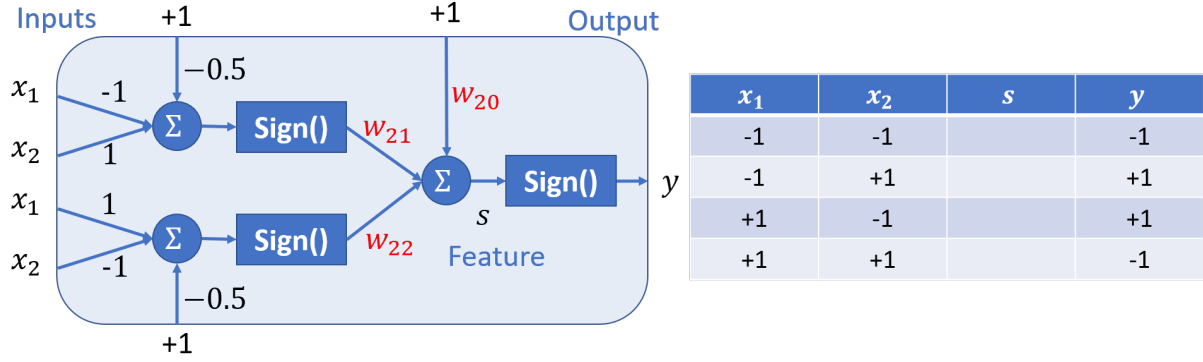 Inputs
+1
+1
Output
−0.5
x₁
-1
w₂₀
Σ
Sign()
w₂₁
x₂
1
Σ
Sign()
y
x₁
1
s
Σ
Sign()
w₂₂
Feature
x₂
-1
−0.5
+1
x₁ x₂ s y
-1 -1 -1
-1 +1 +1
+1 -1 +1
+1 +1 -1